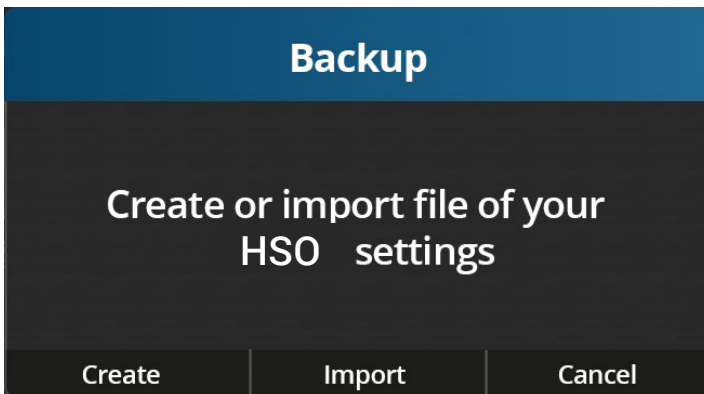 Backup
Create or import file of your
HSO settings
Create Import Cancel